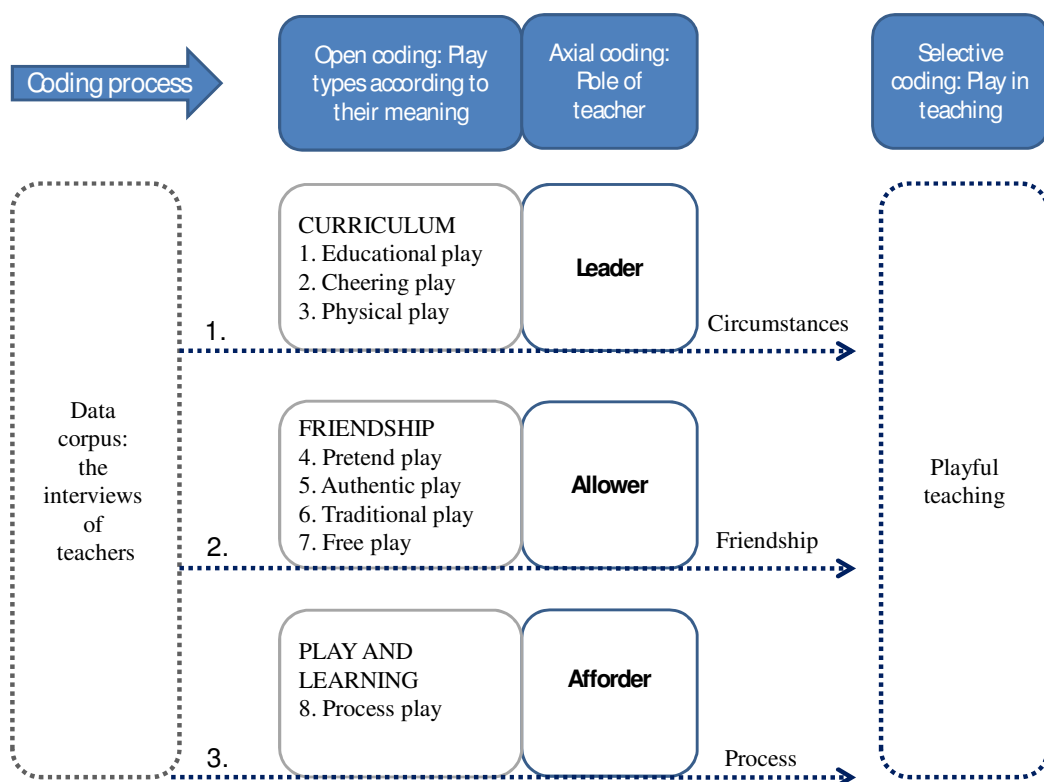 Coding process
Open coding: Play
types according to
their meaning
Axial coding:
Role of
teacher
Selective
coding: Play in
teaching
Data
corpus:
the
interviews
of
teachers
1.
CURRICULUM
1. Educational play
2. Cheering play
3. Physical play
Leader
Circumstances
2.
FRIENDSHIP
4. Pretend play
5. Authentic play
6. Traditional play
7. Free play
Allower
Friendship
3.
PLAY AND
LEARNING
8. Process play
Afforder
Process
Playful
teaching